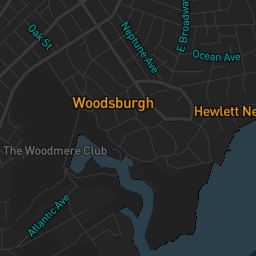 Oak St
Neptune Ave
E Broadway
Ocean Ave
Woodsburgh
Hewlett Ne
The Woodmere Club
Atlantic Ave